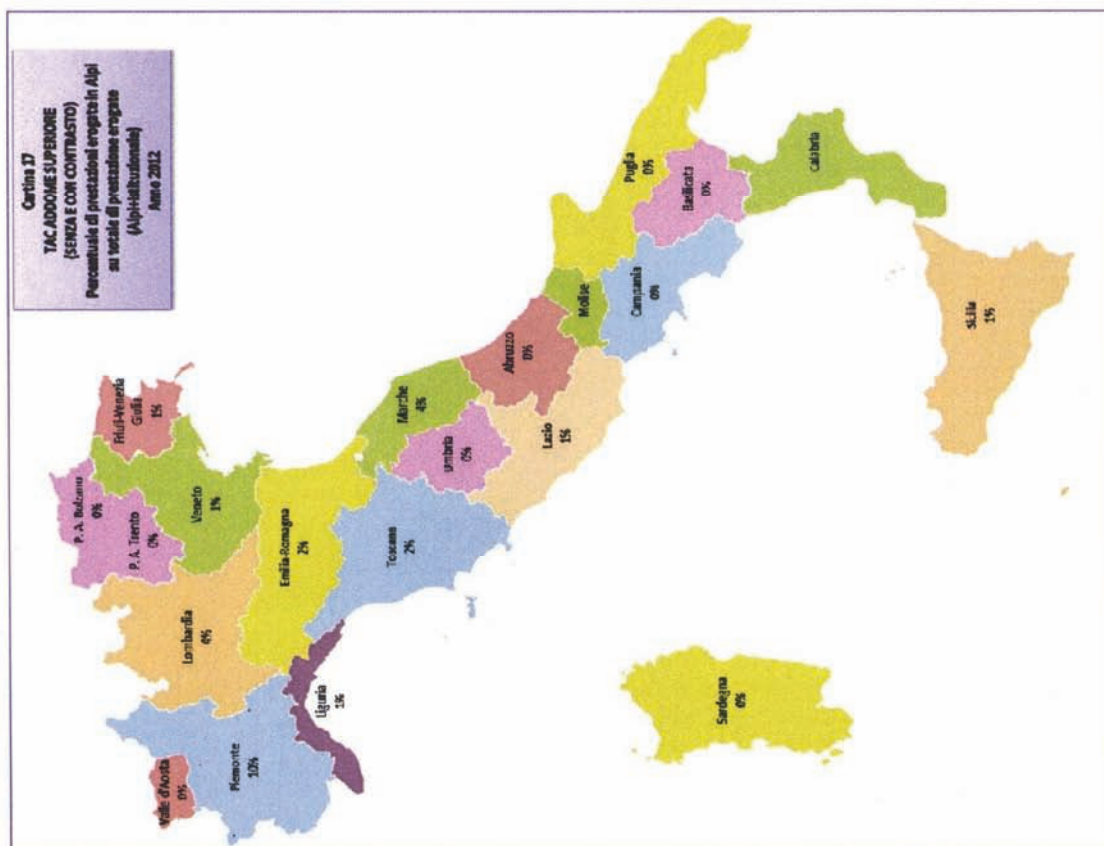 Cartina 17
TAC ADDOME SUPERIORE
(SENZA E CON CONTRASTO)
Percentuale di prestazioni erogate in Alpi
su totale di prestazione erogate
(Alpi+Istituzionale)
Anno 2012
P. A. Bolzano
0%
P. A. Trento
0%
Friuli-Venezia
Giulia
1%
Veneto
1%
Lombardia
Valle d'Aosta
0%
Piemonte
10%
Liguria
1%
Emilia-Romagna
2%
Toscana
2%
Marche
4%
Umbria
0%
Lazio
1%
Abruzzo
0%
Molise
Campania
0%
Puglia
0%
Basilicata
0%
Calabria
Sicilia
1%
Sardegna
0%